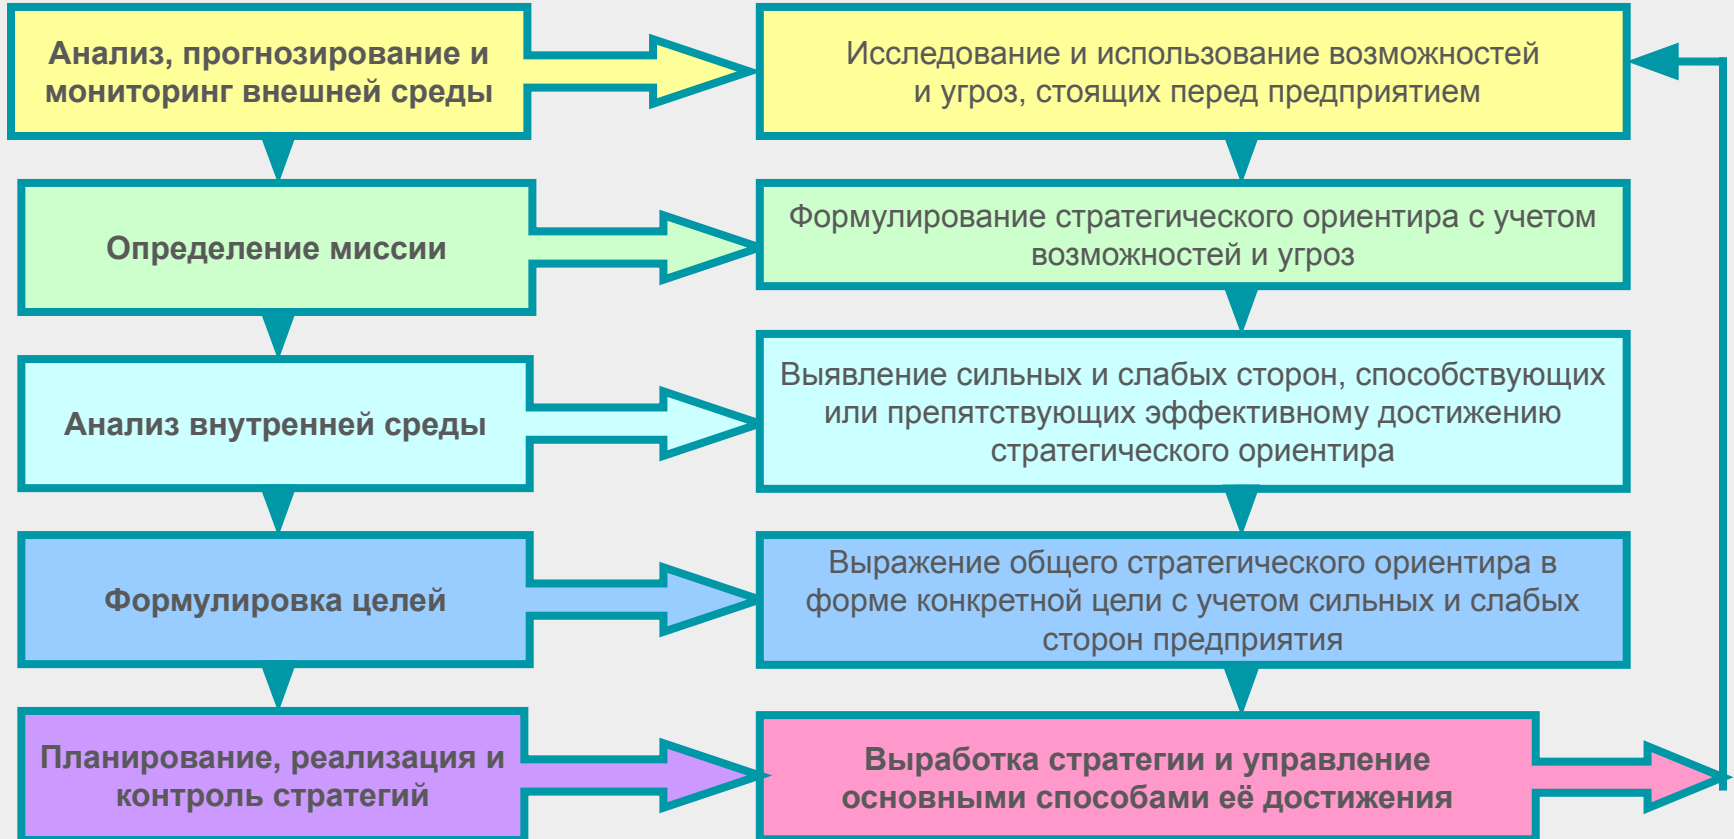 Анализ, прогнозирование и
мониторинг внешней среды
Исследование и использование возможностей
и угроз, стоящих перед предприятием
Определение миссии
Формулирование стратегического ориентира с учетом
возможностей и угроз
Анализ внутренней среды
Выявление сильных и слабых сторон, способствующих
или препятствующих эффективному достижению
стратегического ориентира
Формулировка целей
Выражение общего стратегического ориентира в
форме конкретной цели с учетом сильных и слабых
сторон предприятия
Планирование, реализация и
контроль стратегий
Выработка стратегии и управление
основными способами её достижения